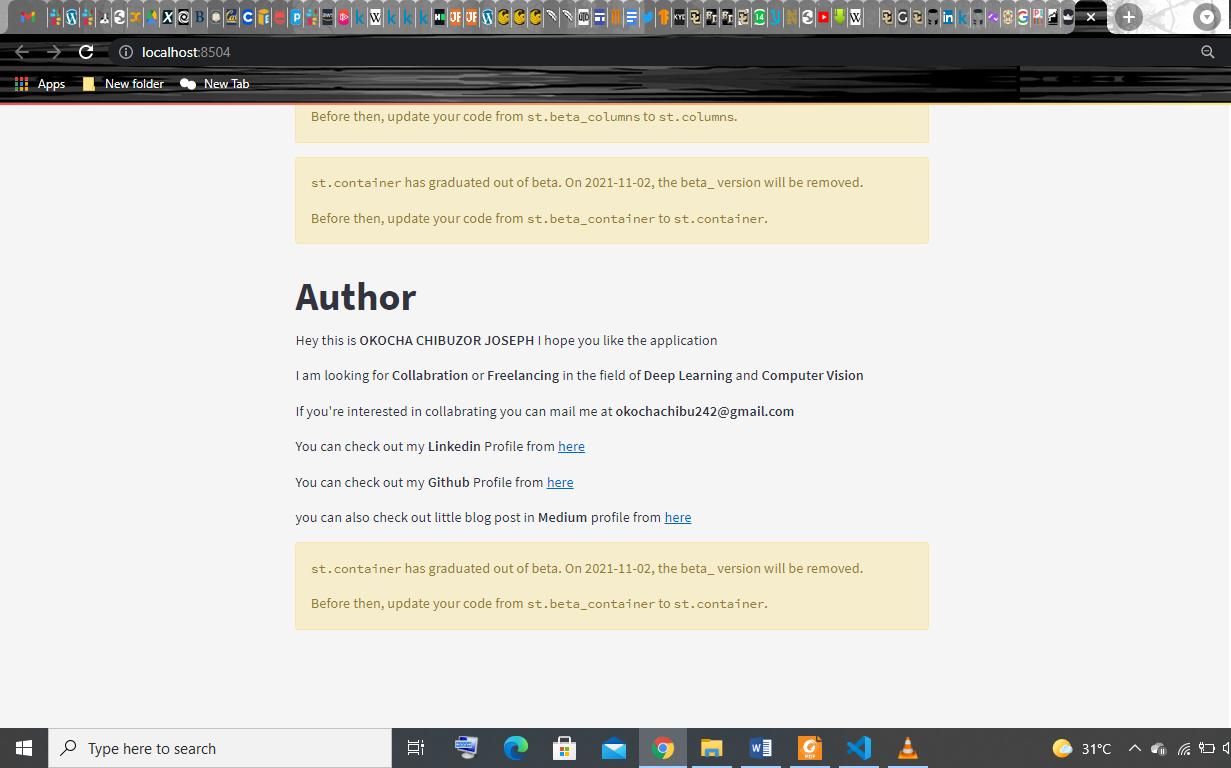 localhost:8504
Apps
New folder
New Tab
Before then, update your code from st.beta_columns to st.columns.
st.container has graduated out of beta. On 2021-11-02, the beta_ version will be removed.
Before then, update your code from st.beta_container to st.container.
Author
Hey this is OKOCHA CHIBUZOR JOSEPH I hope you like the application
I am looking for Collabration or Freelancing in the field of Deep Learning and Computer Vision
If you're interested in collabrating you can mail me at okochachibu242@gmail.com
You can check out my Linkedin Profile from here
You can check out my Github Profile from here
you can also check out little blog post in Medium profile from here
st.container has graduated out of beta. On 2021-11-02, the beta_ version will be removed.
Before then, update your code from st.beta_container to st.container.
Type here to search
31°C